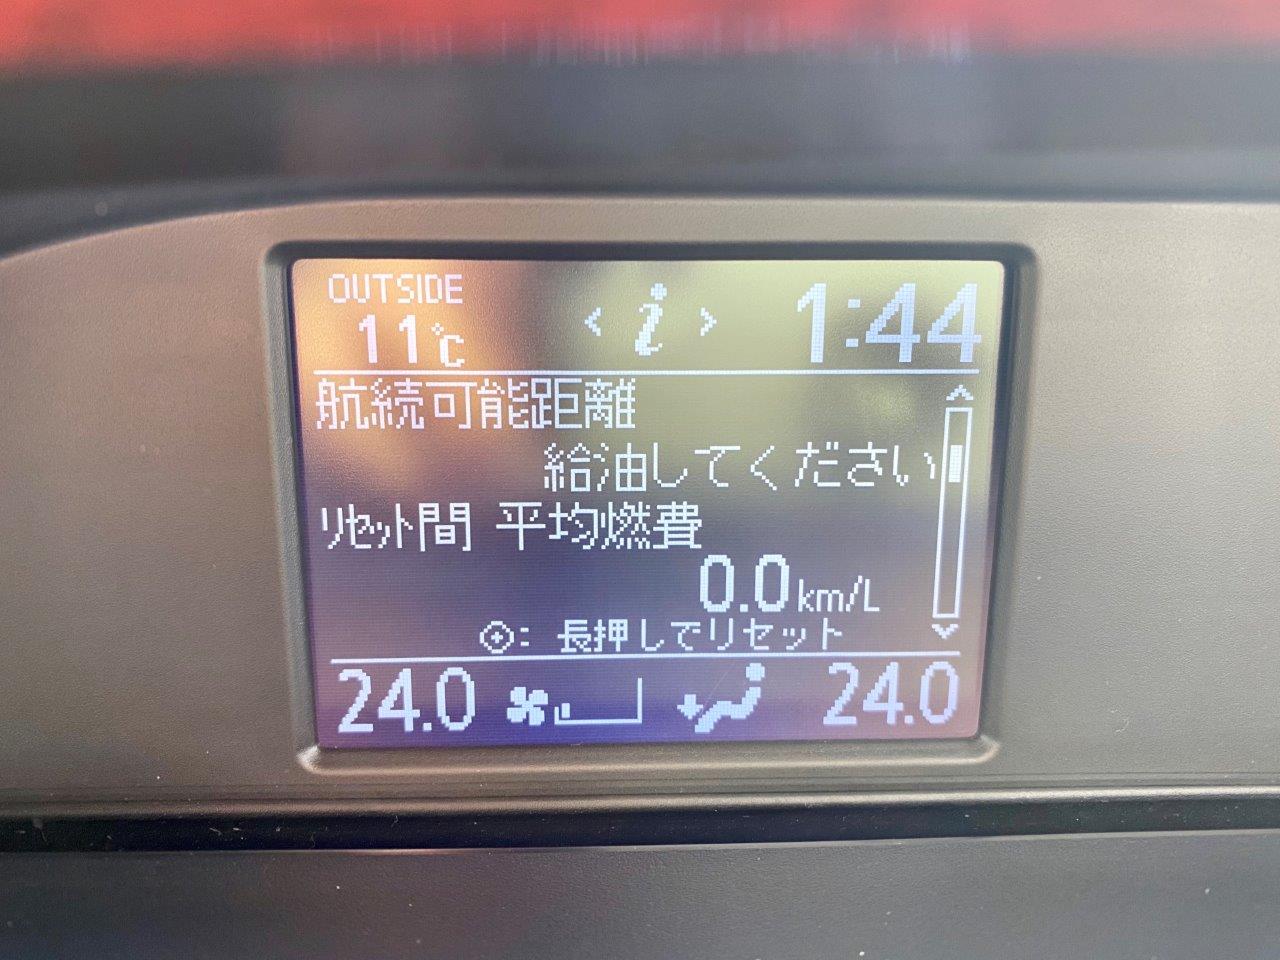 OUTSIDE
11℃
< i >
1:44
航続可能距離
給油してください
リセット間 平均燃費
0.0 km/L
: 長押しでリセット
24.0
24.0